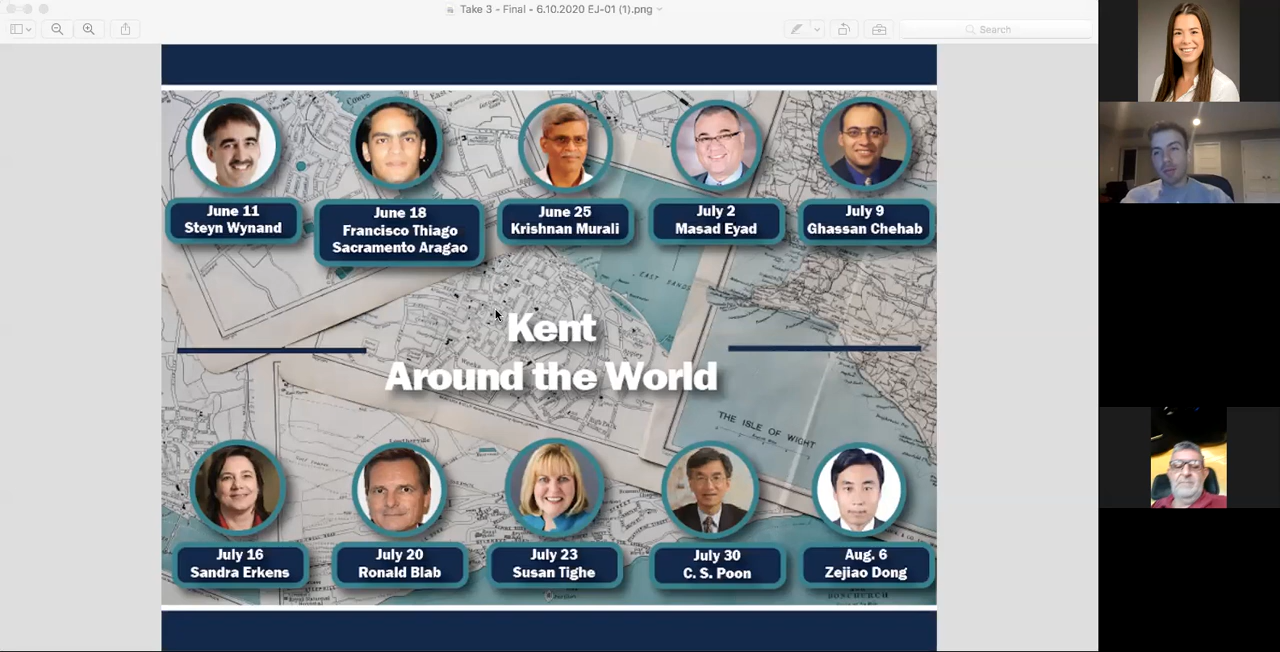 Take 3 - Final - 6.10.2020 EJ-01 (1).png
Search
June 11
Steyn Wynand
June 18
Francisco Thiago
Sacramento Aragao
June 25
Krishnan Murali
July 2
Masad Eyad
July 9
Ghassan Chehab
EAST SANDS
Kent
Around the World
THE ISLE OF WIGHT
July 16
Sandra Erkens
July 20
Ronald Blab
July 23
Susan Tighe
July 30
C. S. Poon
Aug. 6
Zejiao Dong
BONCHURCH